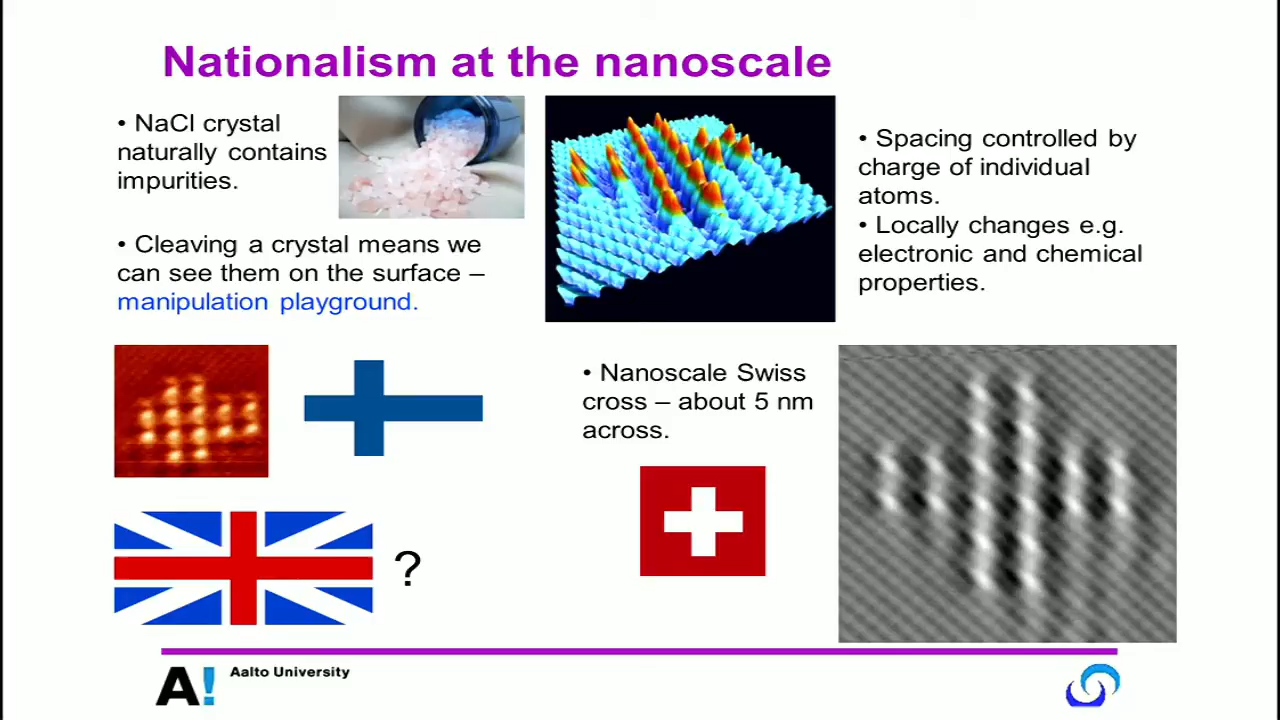 Nationalism at the nanoscale
• NaCl crystal
naturally contains
impurities.
• Cleaving a crystal means we
can see them on the surface –
manipulation playground.
• Spacing controlled by
charge of individual
atoms.
• Locally changes e.g.
electronic and chemical
properties.
• Nanoscale Swiss
cross – about 5 nm
across.
?
A! Aalto University